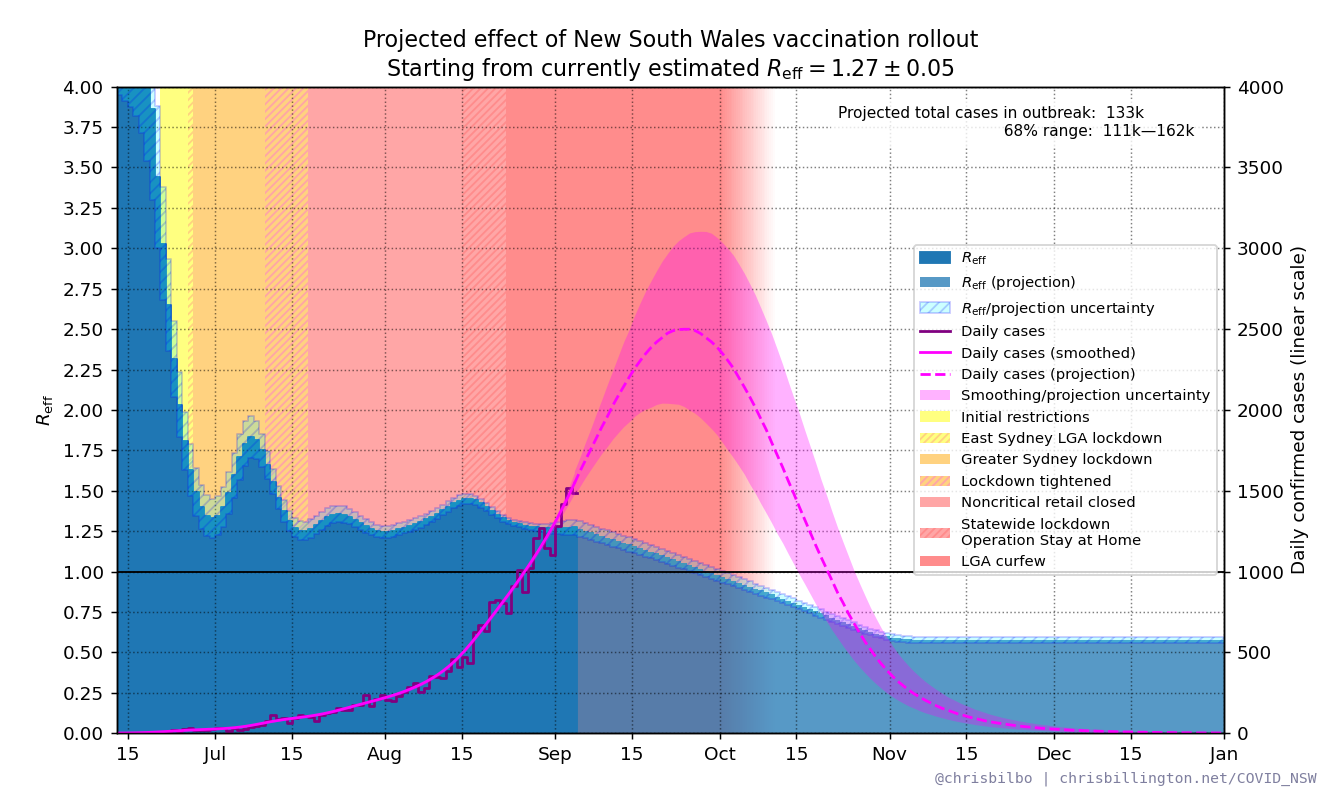 Projected effect of New South Wales vaccination rollout
Starting from currently estimated R_eff = 1.27 ± 0.05
Projected total cases in outbreak: 133k
68% range: 111k—162k
4.00
3.75
3.50
3.25
3.00
2.75
2.50
2.25
2.00
1.75
1.50
1.25
1.00
0.75
0.50
0.25
0.00
R_eff
4000
3500
3000
2500
2000
1500
1000
500
0
Daily confirmed cases (linear scale)
R_eff
R_eff (projection)
R_eff/projection uncertainty
Daily cases
Daily cases (smoothed)
Daily cases (projection)
Smoothing/projection uncertainty
Initial restrictions
East Sydney LGA lockdown
Greater Sydney lockdown
Lockdown tightened
Noncritical retail closed
Statewide lockdown
Operation Stay at Home
LGA curfew
15 Jul 15 Aug 15 Sep 15 Oct 15 Nov 15 Dec 15 Jan
@chrisbilbo | chrisbillington.net/COVID_NSW